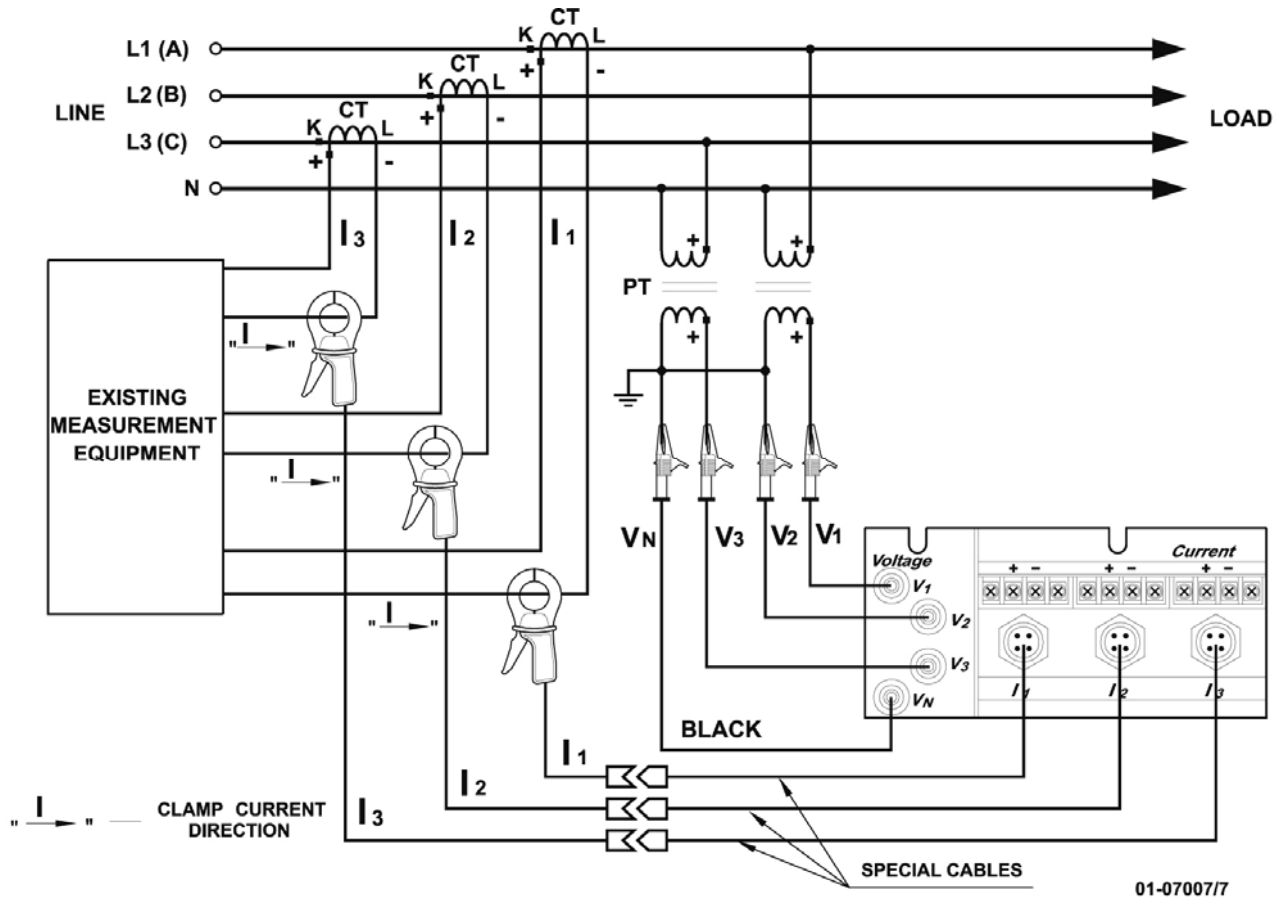 CT
K
L
L1 (A)
+
-
CT
K
L
L2 (B)
+
-
LINE
CT
K
L
LOAD
L3 (C)
+
-
N
I3
I2
I1
+
+
PT
+
+
" I "
EXISTING
MEASUREMENT
EQUIPMENT
" I "
VN
V3
V2
V1
Voltage
Current
+ -
+ -
+ -
V1
V2
V3
VN
I1
I2
I3
" I "
BLACK
I1
I2
I3
" I "
CLAMP CURRENT
DIRECTION
SPECIAL CABLES
01-07007/7